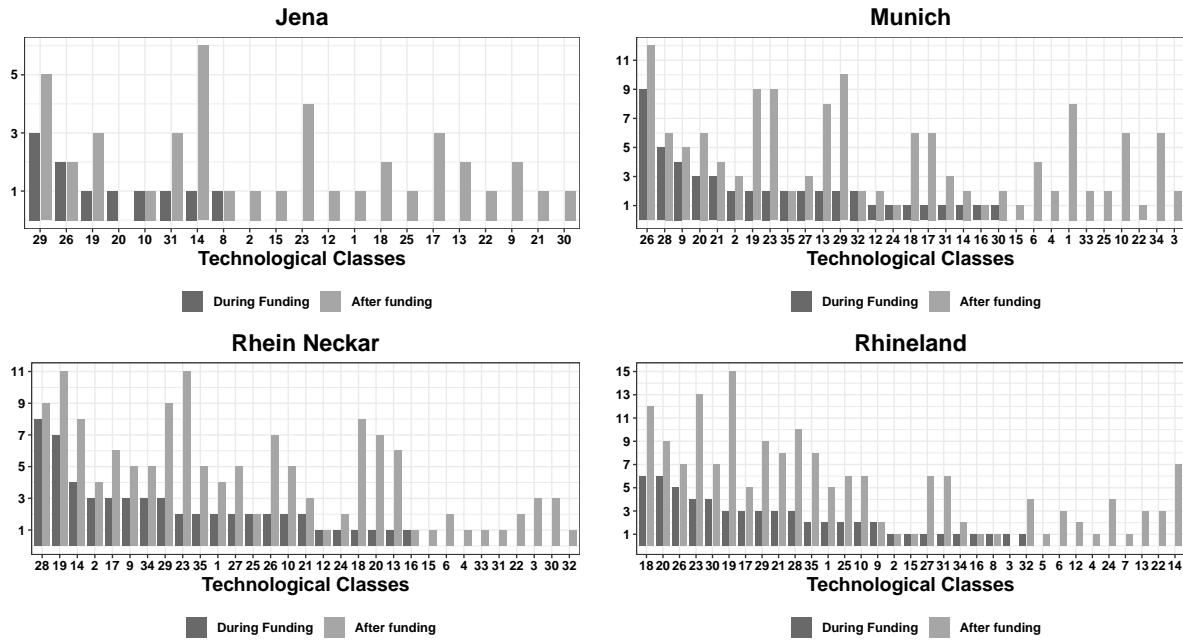 Jena
5
3
1
29 26 19 20 10 31 14 8 2 15 23 12 1 18 25 17 13 22 9 21 30
Technological Classes
During Funding After funding
Munich
11
9
7
5
3
1
26 28 9 20 21 2 19 23 35 27 13 29 32 12 24 18 17 31 14 16 30 15 6 4 1 33 25 10 22 34 3
Technological Classes
During Funding After funding
Rhein Neckar
11
9
7
5
3
1
28 19 14 2 17 9 34 29 23 35 1 27 25 26 10 21 12 24 18 20 13 16 15 6 4 33 31 22 3 30 32
Technological Classes
During Funding After funding
Rhineland
15
13
11
9
7
5
3
1
18 20 26 23 30 19 17 29 21 28 35 1 25 10 9 2 15 27 31 34 16 8 3 32 5 6 12 4 24 7 13 22 14
Technological Classes
During Funding After funding